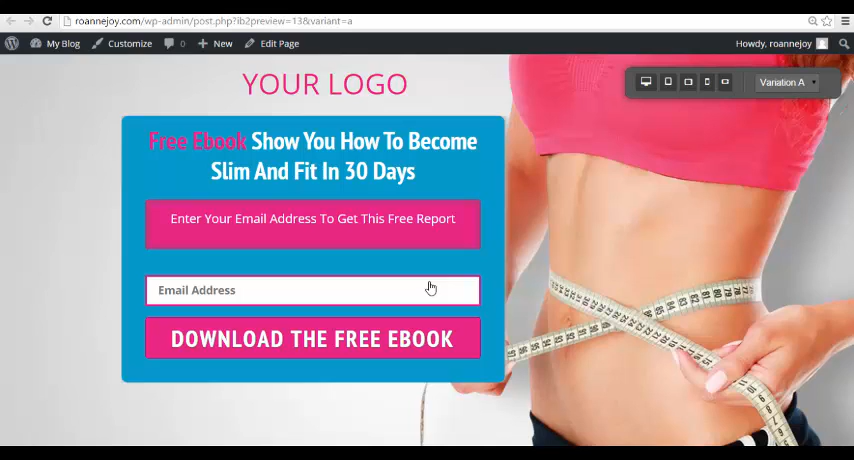 roannejoy.com/wp-admin/post.php?ib2preview=13&variant=a
My Blog Customize 0 New Edit Page Howdy, roannejoy
YOUR LOGO
Variation A
Free Ebook Show You How To Become
Slim And Fit In 30 Days
Enter Your Email Address To Get This Free Report
Email Address
DOWNLOAD THE FREE EBOOK